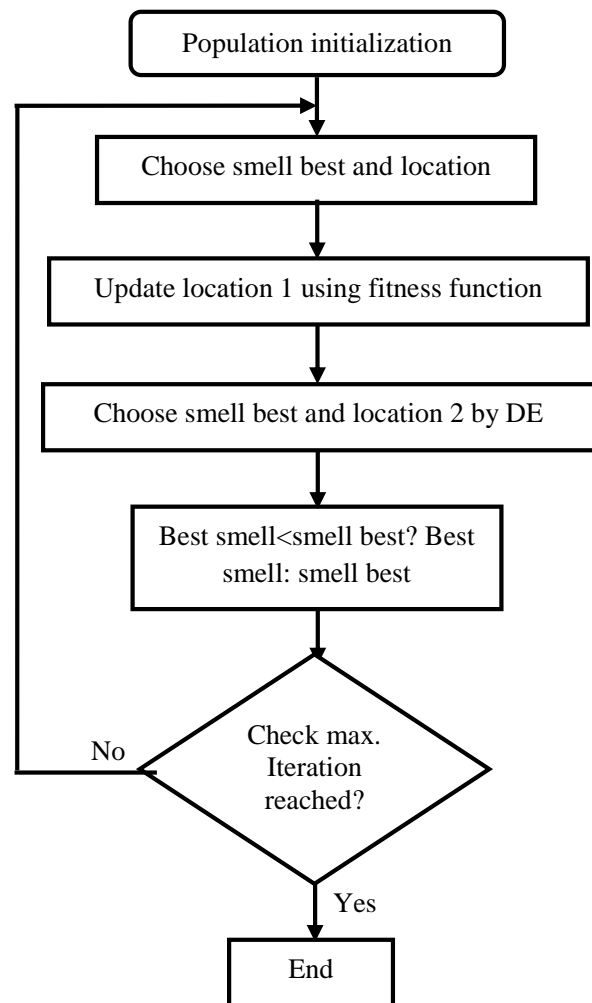 Population initialization
Choose smell best and location
Update location 1 using fitness function
Choose smell best and location 2 by DE
Best smell<smell best? Best
smell: smell best
Check max.
Iteration
reached?
No
Yes
End